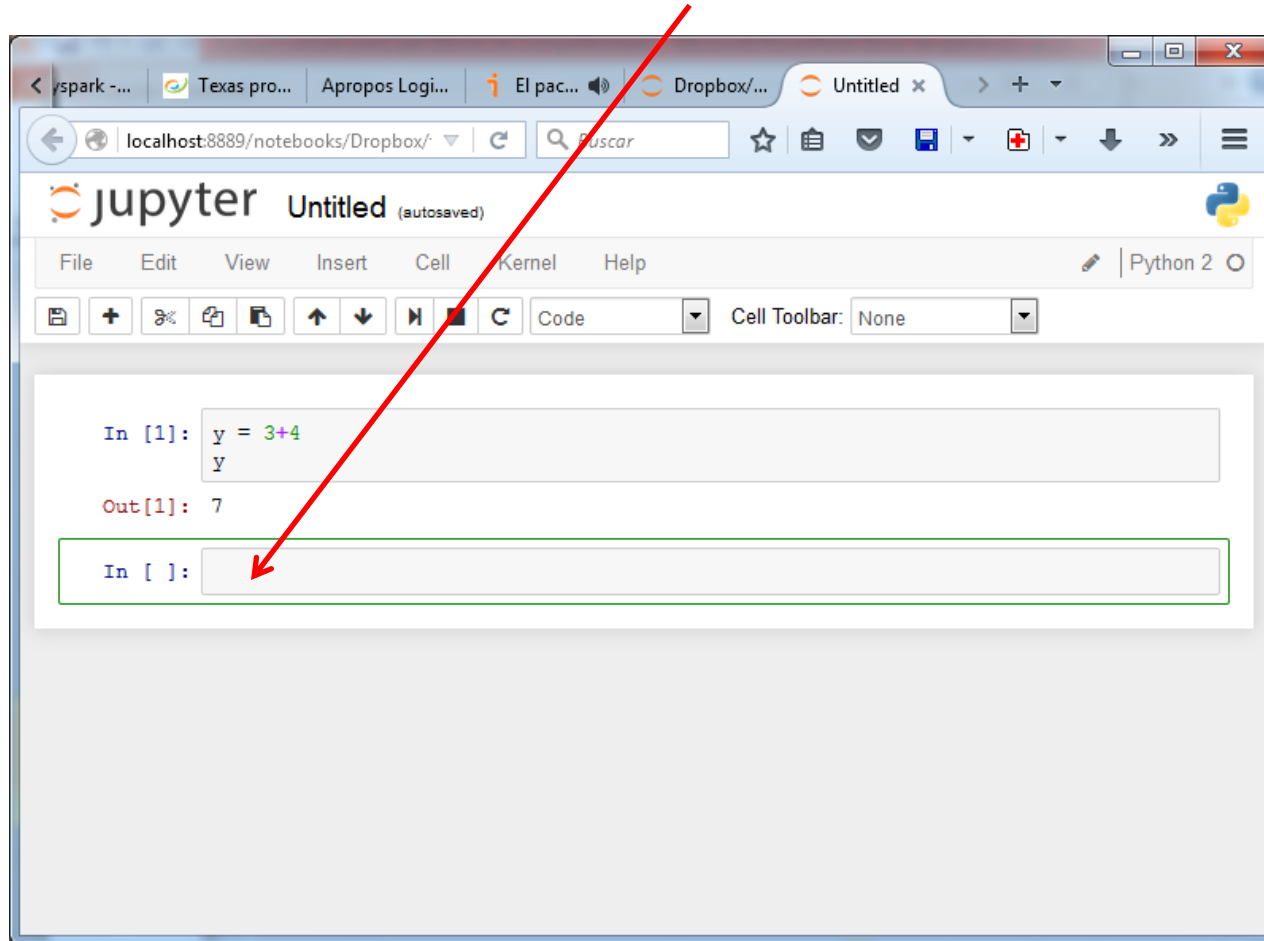 yspark -... Texas pro... Apropos Logi... El pac... Dropbox/... Untitled
localhost:8889/notebooks/Dropbox/ Buscar
jupyter Untitled (autosaved)
File Edit View Insert Cell Kernel Help Python 2
Code Cell Toolbar: None
In [1]: y = 3+4
y
Out[1]: 7
In [ ]: